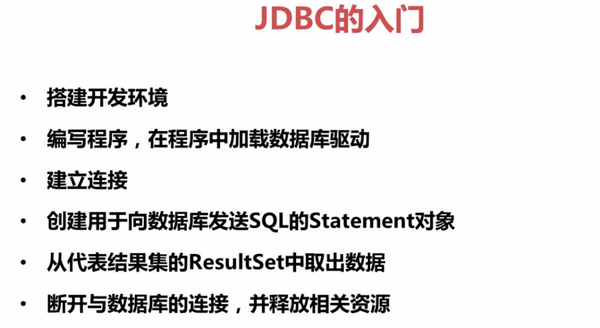 JDBC的入门
• 搭建开发环境
• 编写程序，在程序中加载数据库驱动
• 建立连接
• 创建用于向数据库发送SQL的Statement对象
• 从代表结果集的ResultSet中取出数据
• 断开与数据库的连接，并释放相关资源